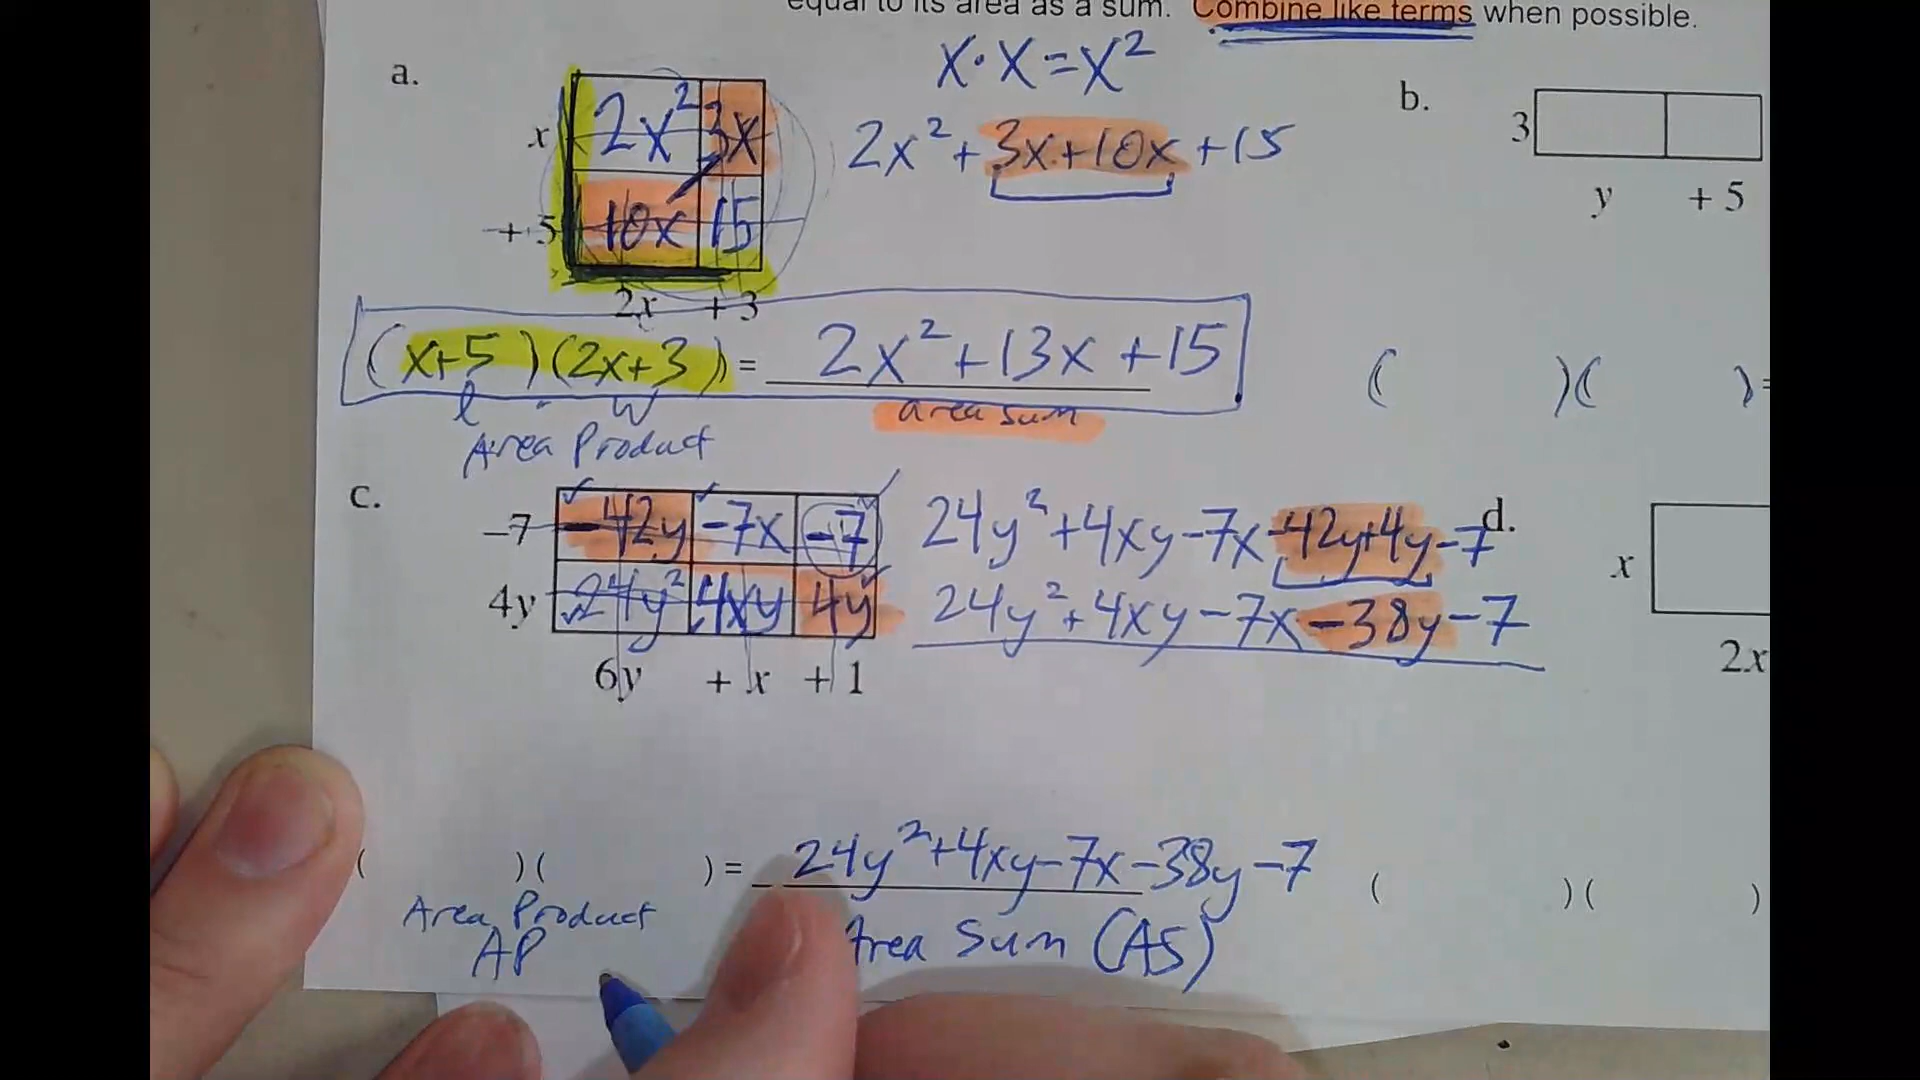 equal to its area as a sum. Combine like terms when possible.
a.
x · x = x²
2x² 3x
x
10x 15
+ 5
2x + 3
2x² + 3x + 10x + 15
b.
3
y + 5
(x+5)(2x+3) = 2x² + 13x + 15
l · w
area sum
Area Product
( )( ) =
c.
-7
-42y -7x -7
4y
24y² 4xy 4y
6y + x + 1
24y² + 4xy - 7x - 42y + 4y - 7
24y² + 4xy - 7x - 38y - 7
d.
x
2x
( )( ) = 24y² + 4xy - 7x - 38y - 7
Area Product
AP
Area Sum (AS)
( )( )